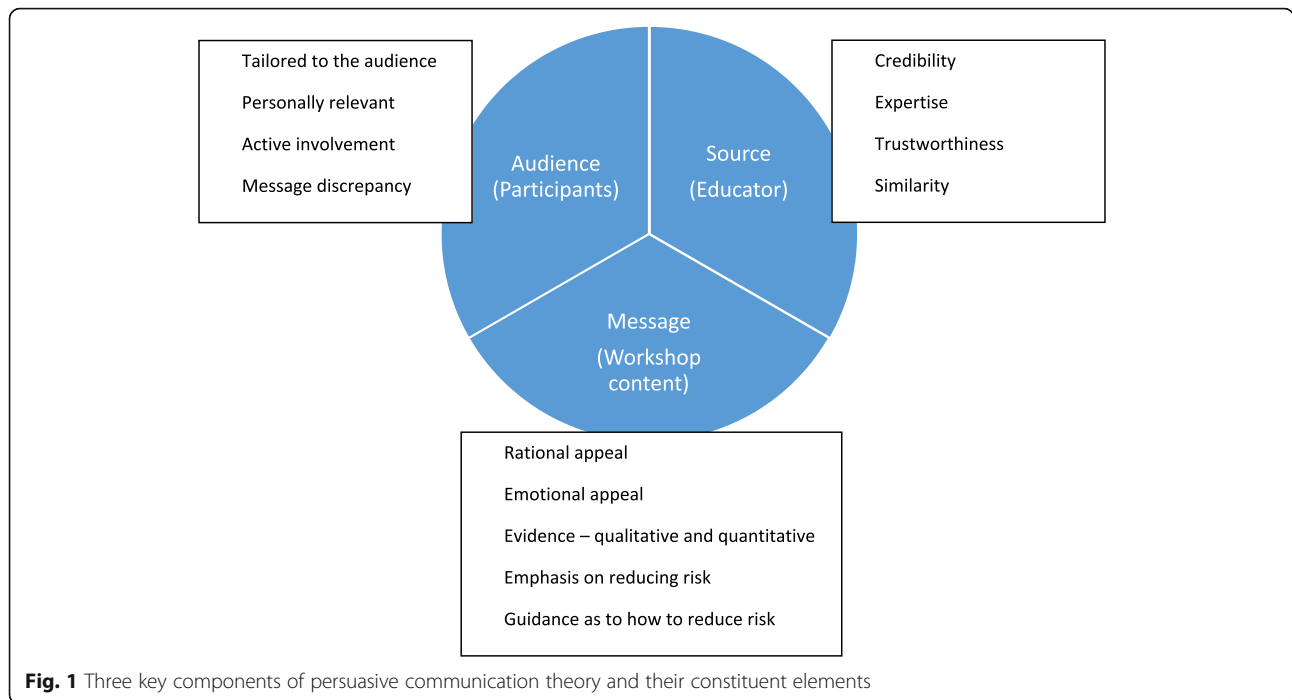 Tailored to the audience
Personally relevant
Active involvement
Message discrepancy
Audience
(Participants)
Source
(Educator)
Credibility
Expertise
Trustworthiness
Similarity
Message
(Workshop
content)
Rational appeal
Emotional appeal
Evidence – qualitative and quantitative
Emphasis on reducing risk
Guidance as to how to reduce risk
Fig. 1 Three key components of persuasive communication theory and their constituent elements